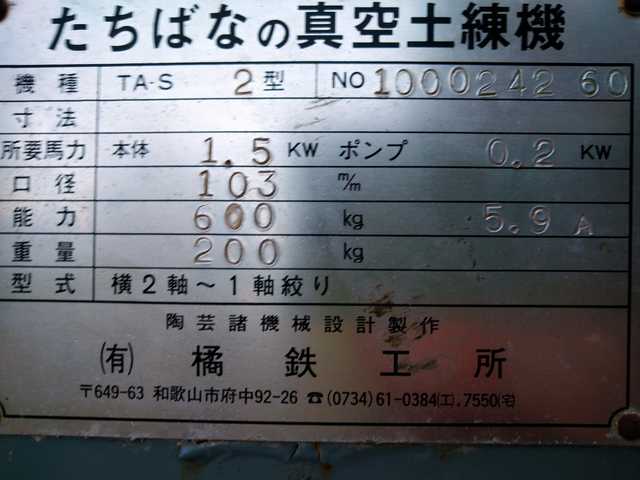 たちばなの真空土練機
機種 TA-S 2型 NO 100024260
寸法
所要馬力 本体 1.5 KW ポンプ 0.2 KW
口径 103 m/m
能力 600 kg 5.9 A
重量 200 kg
型式 横2軸～1軸絞り
陶芸諸機械設計製作
(有) 橘鉄工所
〒649-63 和歌山市府中92-26 ☎(0734)61-0384(工).7550(宅)